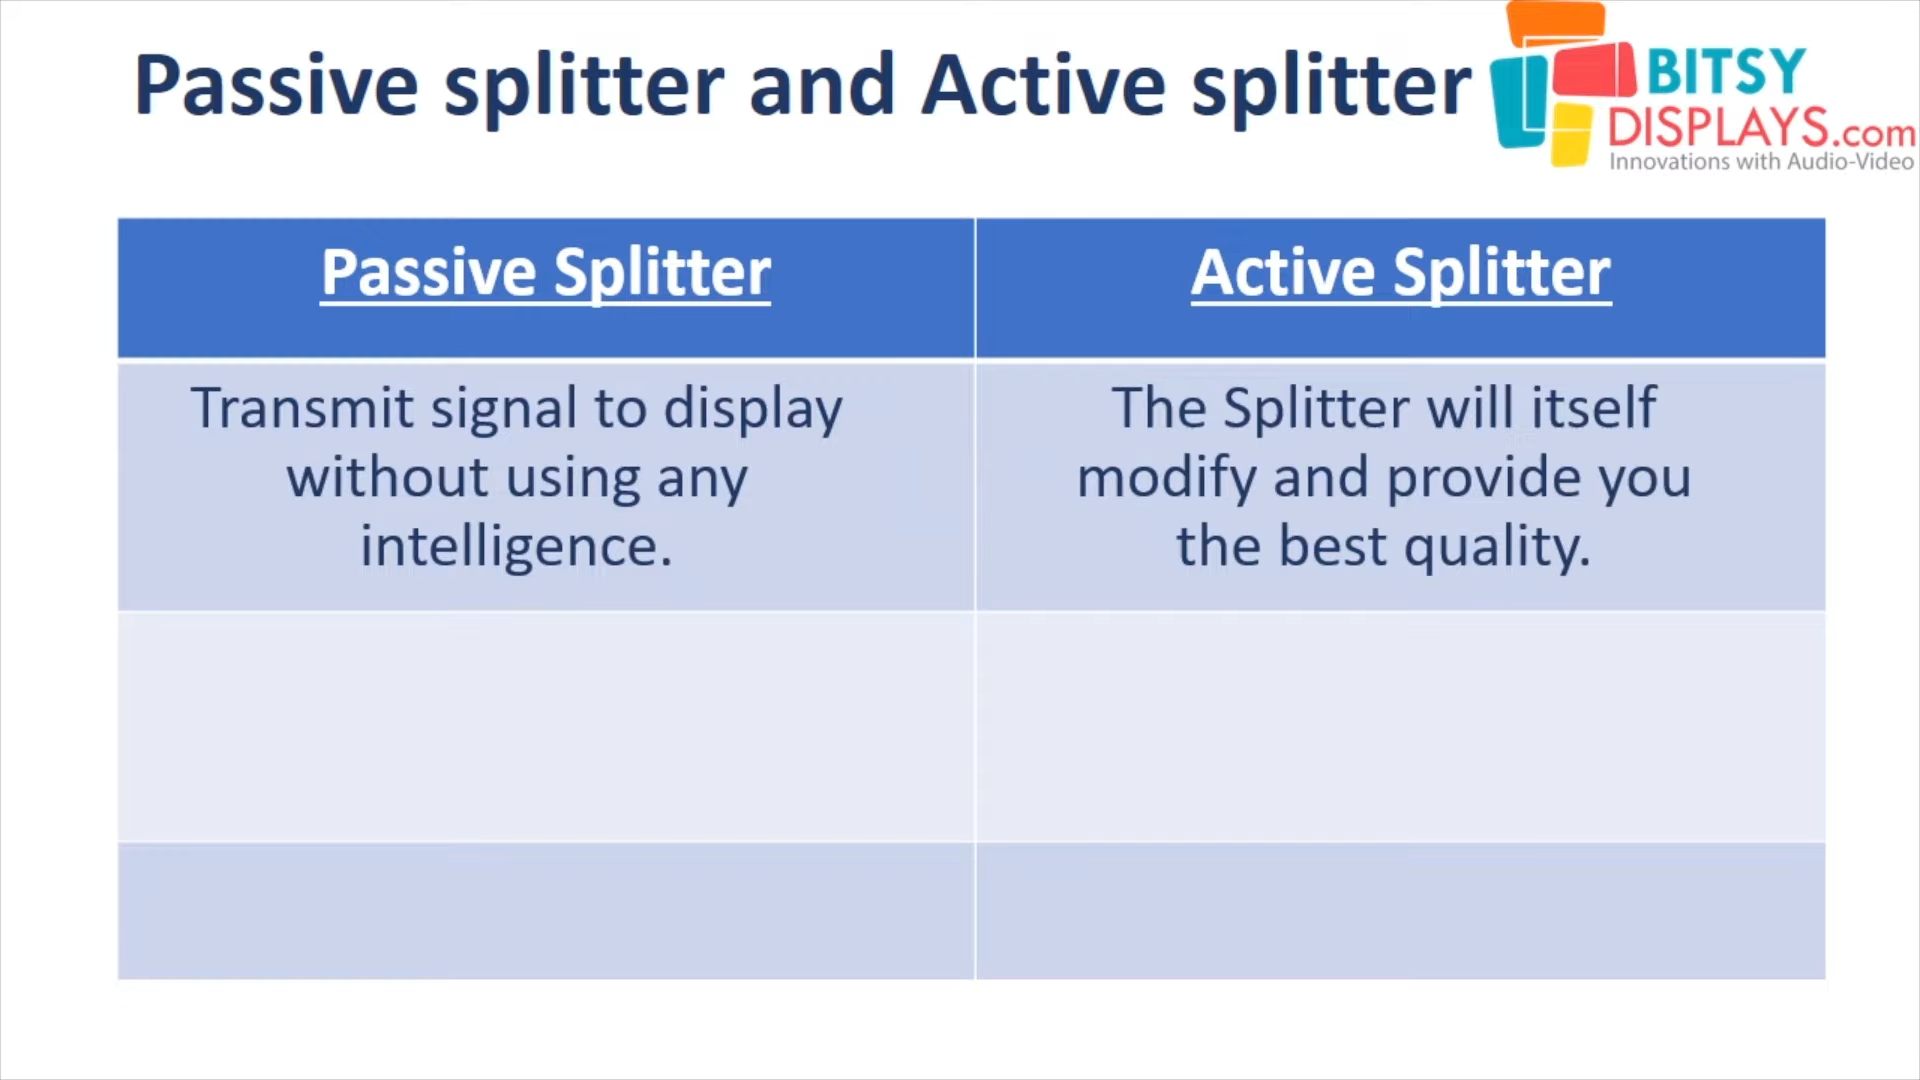 Passive splitter and Active splitter
BITSY
DISPLAYS.com
Innovations with Audio-Video
Passive Splitter
Active Splitter
Transmit signal to display
without using any
intelligence.
The Splitter will itself
modify and provide you
the best quality.